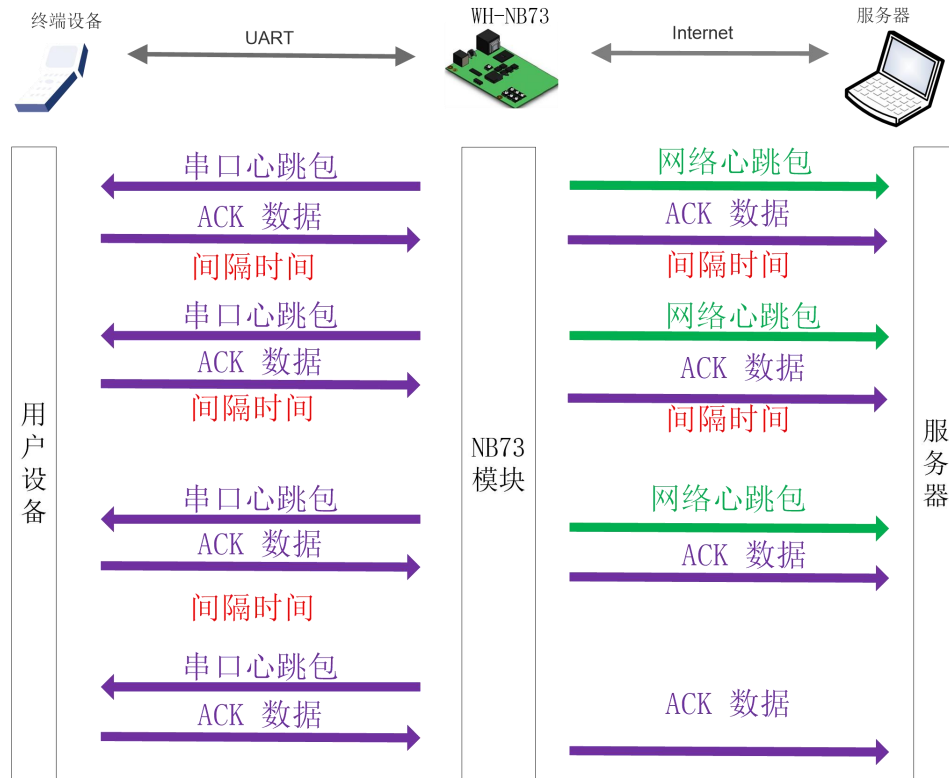 终端设备
WH-NB73
服务器
UART
Internet
串口心跳包
网络心跳包
ACK 数据
ACK 数据
间隔时间
间隔时间
串口心跳包
网络心跳包
ACK 数据
ACK 数据
间隔时间
间隔时间
用户设备
NB73
模块
服务器
串口心跳包
网络心跳包
ACK 数据
ACK 数据
间隔时间
串口心跳包
ACK 数据
ACK 数据